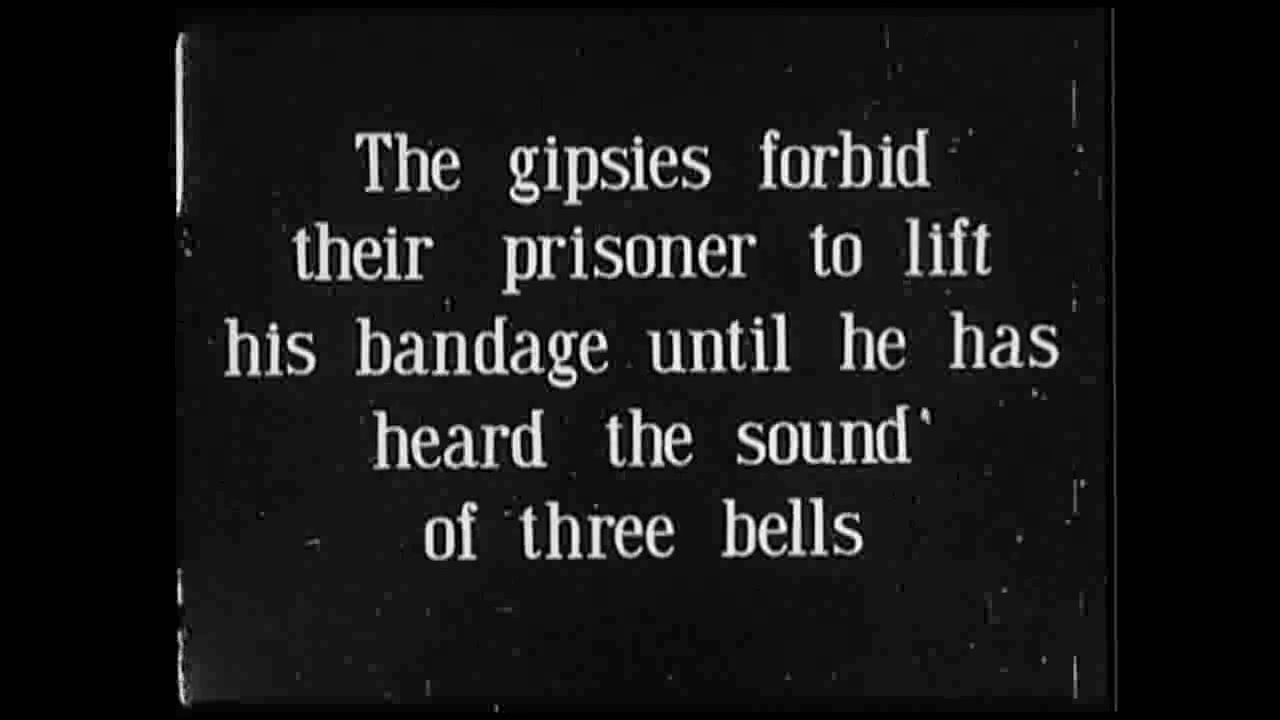 The gipsies forbid
their prisoner to lift
his bandage until he has
heard the sound
of three bells